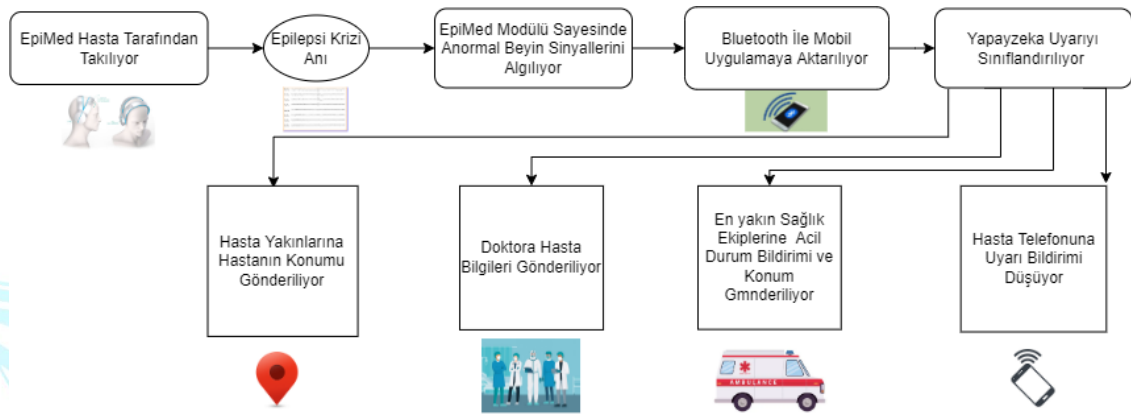 EpiMed Hasta Tarafından
Takılıyor
Epilepsi Krizi
Anı
EpiMed Modülü Sayesinde
Anormal Beyin Sinyallerini
Algılıyor
Bluetooth İle Mobil
Uygulamaya Aktarılıyor
Yapayzeka Uyarıyı
Sınıflandırılıyor
Hasta Yakınlarına
Hastanın Konumu
Gönderiliyor
Doktora Hasta
Bilgileri Gönderiliyor
En yakın Sağlık
Ekiplerine Acil
Durum Bildirimi ve
Konum
Gmnderiliyor
Hasta Telefonuna
Uyarı Bildirimi
Düşüyor
AMBULANCE